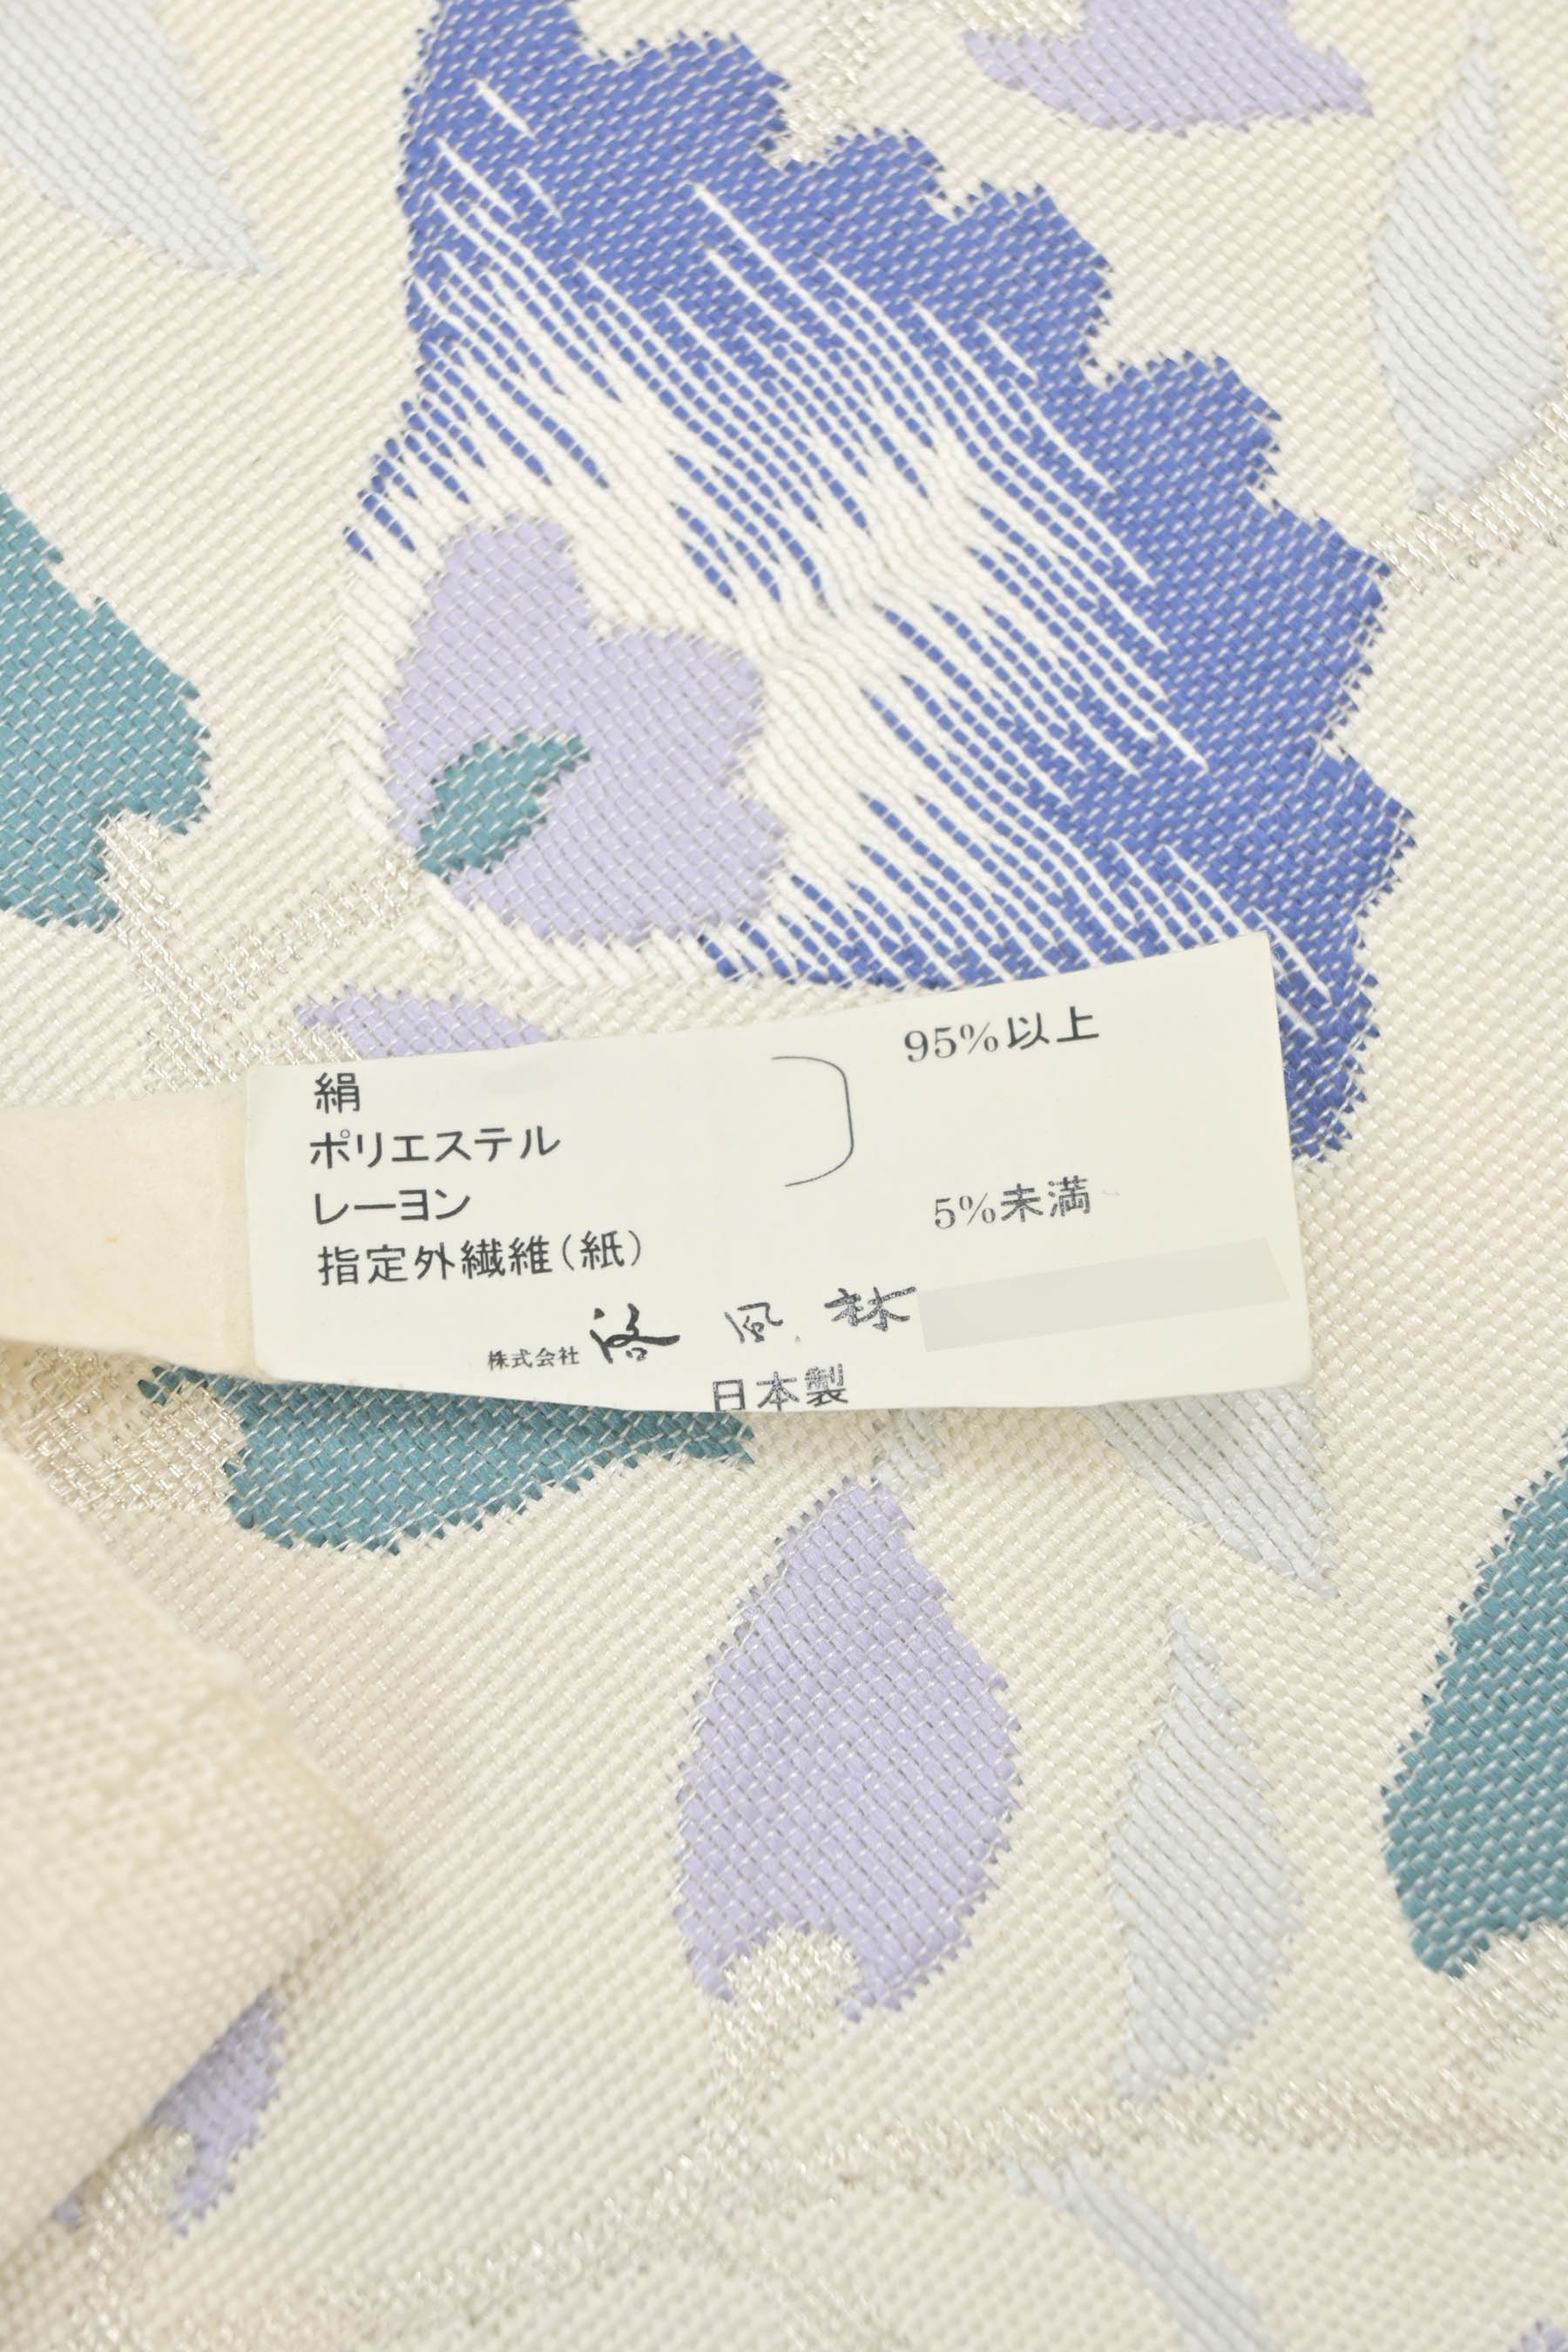 絹
ポリエステル 95%以上
レーヨン
指定外繊維(紙) 5%未満
株式会社 洛風林
日本製